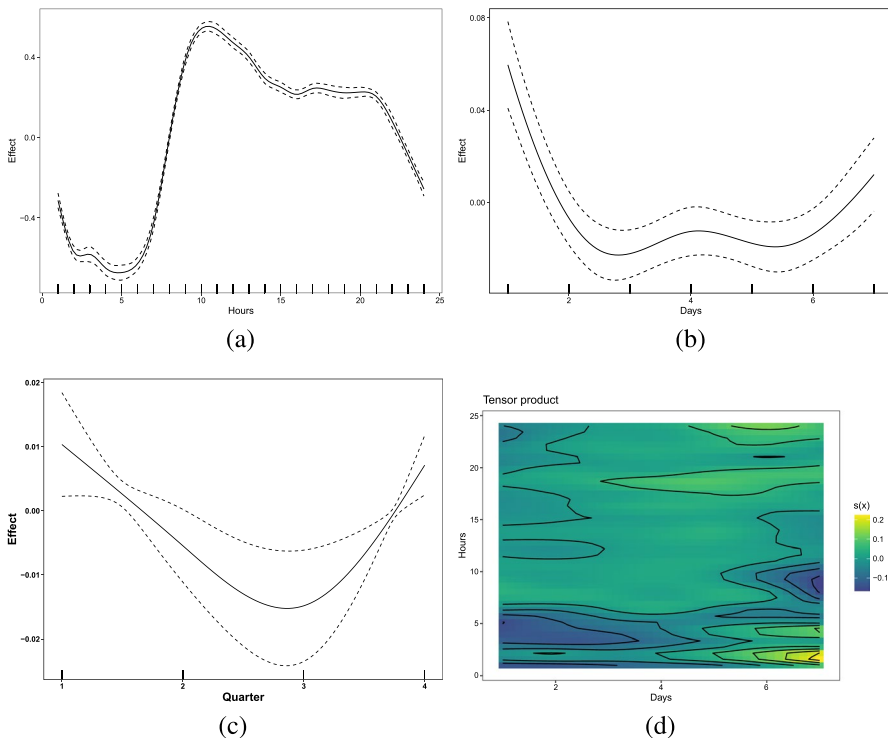 0.4
0.0
−0.4
Effect
0 5 10 15 20 25
Hours
(a)
0.08
0.04
0.00
Effect
2 4 6
Days
(b)
0.02
0.01
0.00
−0.01
−0.02
Effect
1 2 3 4
Quarter
(c)
Tensor product
25
20
15
10
5
0
Hours
2 4 6
Days
s(x)
0.2
0.1
0.0
−0.1
(d)